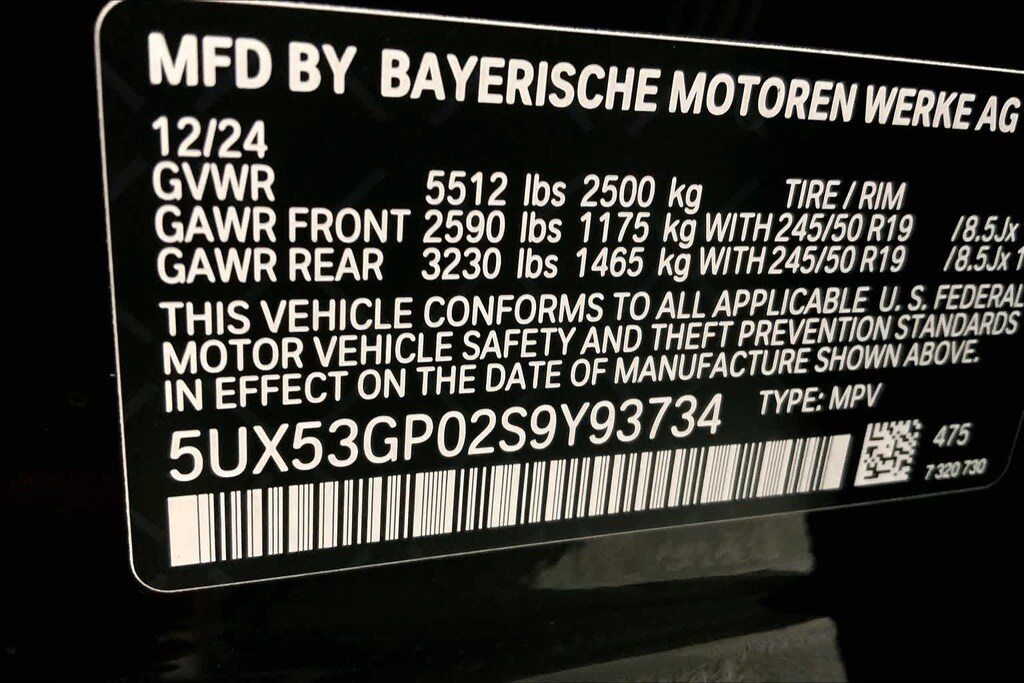 MFD BY BAYERISCHE MOTOREN WERKE AG
12/24
GVWR 5512 lbs 2500 kg TIRE / RIM
GAWR FRONT 2590 lbs 1175 kg WITH 245/50 R19 /8.5Jx
GAWR REAR 3230 lbs 1465 kg WITH 245/50 R19 /8.5Jx 1
THIS VEHICLE CONFORMS TO ALL APPLICABLE U. S. FEDERAL
MOTOR VEHICLE SAFETY AND THEFT PREVENTION STANDARDS
IN EFFECT ON THE DATE OF MANUFACTURE SHOWN ABOVE.
5UX53GP02S9Y93734 TYPE: MPV
475
7 320 730